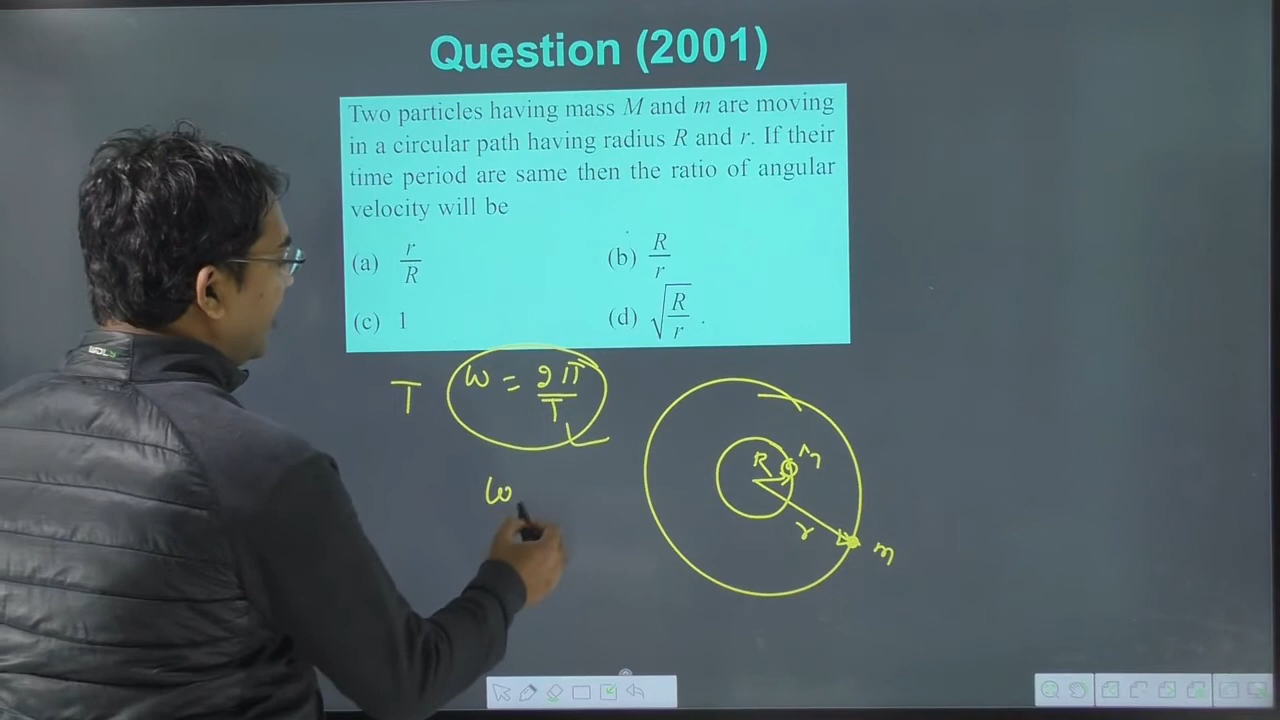 Question (2001)
Two particles having mass M and m are moving
in a circular path having radius R and r. If their
time period are same then the ratio of angular
velocity will be
(a) r/R
(b) R/r
(c) 1
(d) √(R/r) .
T ω = 2π/T
R
ω
r
m